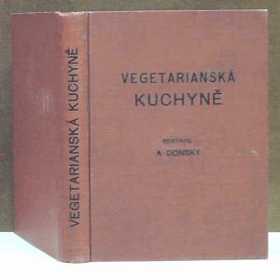 VEGETARIANSKÁ KUCHYNĚ
VEGETARIANSKÁ
KUCHYNĚ
SESTAVIL
A. DONSKÝ